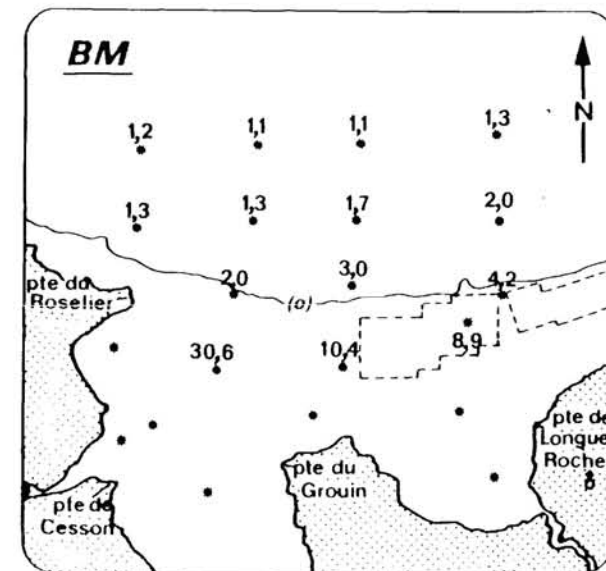 BM
N
1,2
1,1
1,1
1,3
1,3
1,3
1,7
2,0
2,0
3,0
4,2
(o)
pte du
Roselier
30,6
10,4
8,9
pte de
Longue
Roche
pte du
Grouin
pte de
Cesson